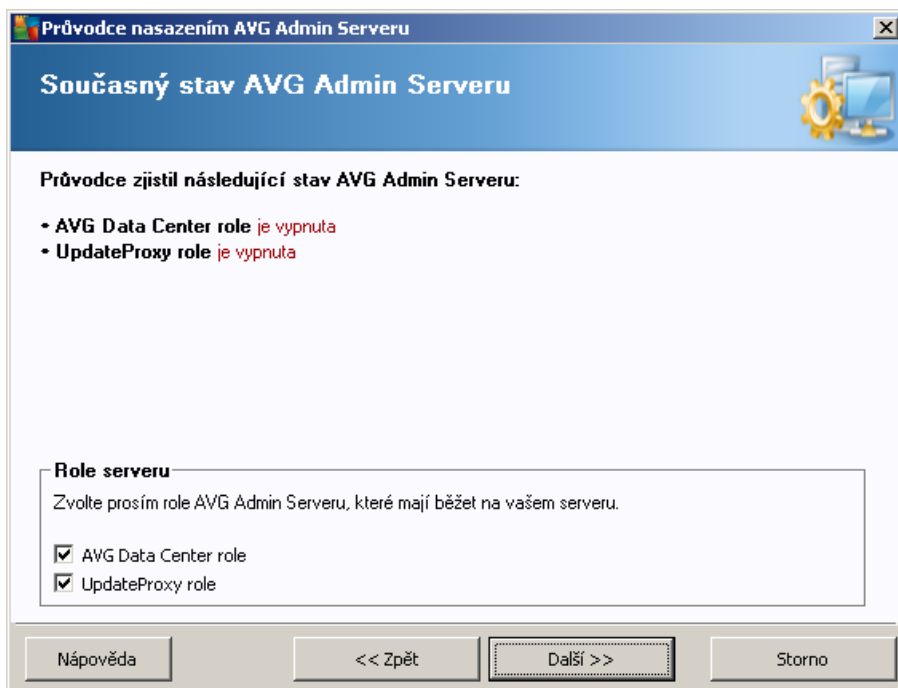 Průvodce nasazením AVG Admin Serveru
Současný stav AVG Admin Serveru
Průvodce zjistil následující stav AVG Admin Serveru:
• AVG Data Center role je vypnuta
• UpdateProxy role je vypnuta
Role serveru
Zvolte prosím role AVG Admin Serveru, které mají běžet na vašem serveru.
AVG Data Center role
UpdateProxy role
Nápověda
<< Zpět
Další >>
Storno